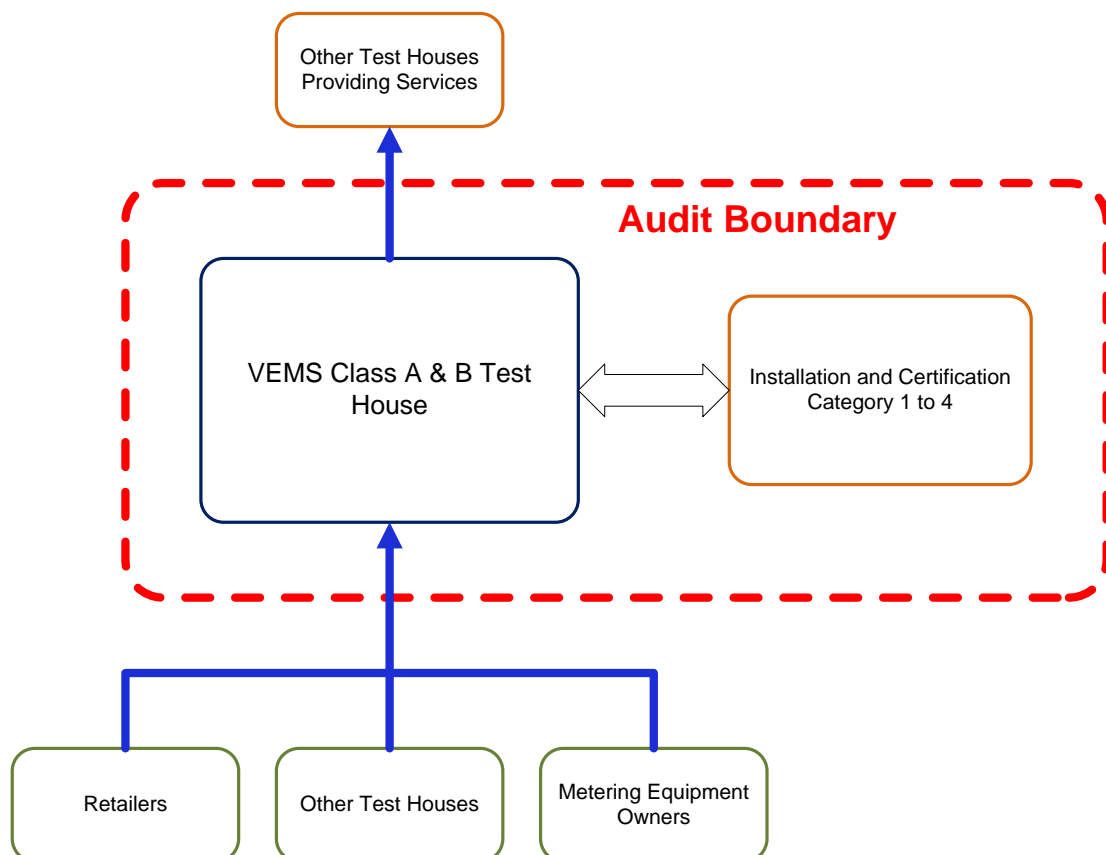 Other Test Houses
Providing Services
Audit Boundary
VEMS Class A & B Test
House
Installation and Certification
Category 1 to 4
Retailers
Other Test Houses
Metering Equipment
Owners